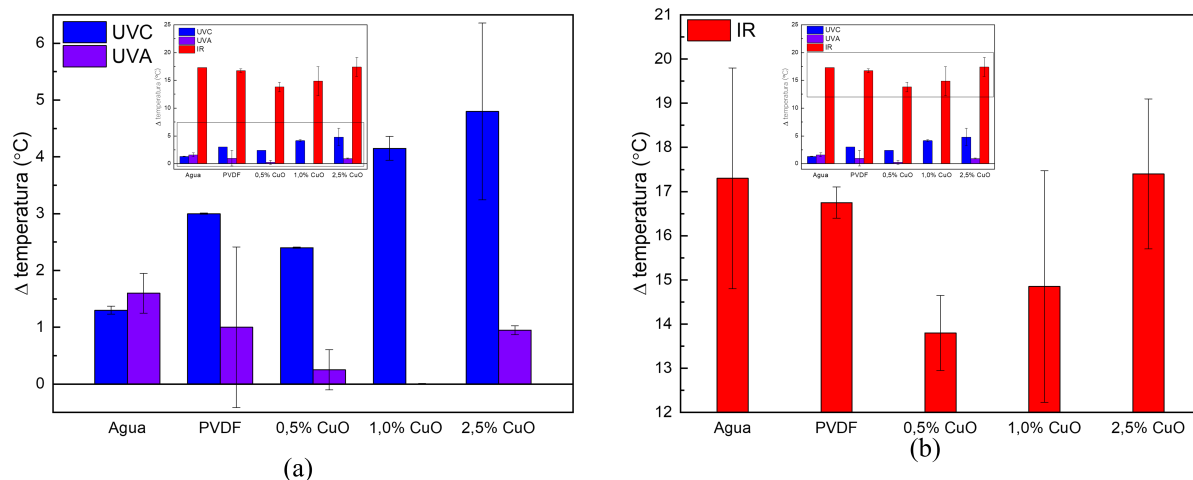 UVC
UVA
Δ temperatura (°C)
6
5
4
3
2
1
0
Agua PVDF 0,5% CuO 1,0% CuO 2,5% CuO
UVC
UVA
IR
Δ temperatura (°C)
25
20
15
10
5
0
Agua PVDF 0,5% CuO 1,0% CuO 2,5% CuO
(a)
IR
Δ temperatura (°C)
21
20
19
18
17
16
15
14
13
12
Agua PVDF 0,5% CuO 1,0% CuO 2,5% CuO
UVC
UVA
IR
Δ temperatura (°C)
25
20
15
10
5
0
Agua PVDF 0,5% CuO 1,0% CuO 2,5% CuO
(b)